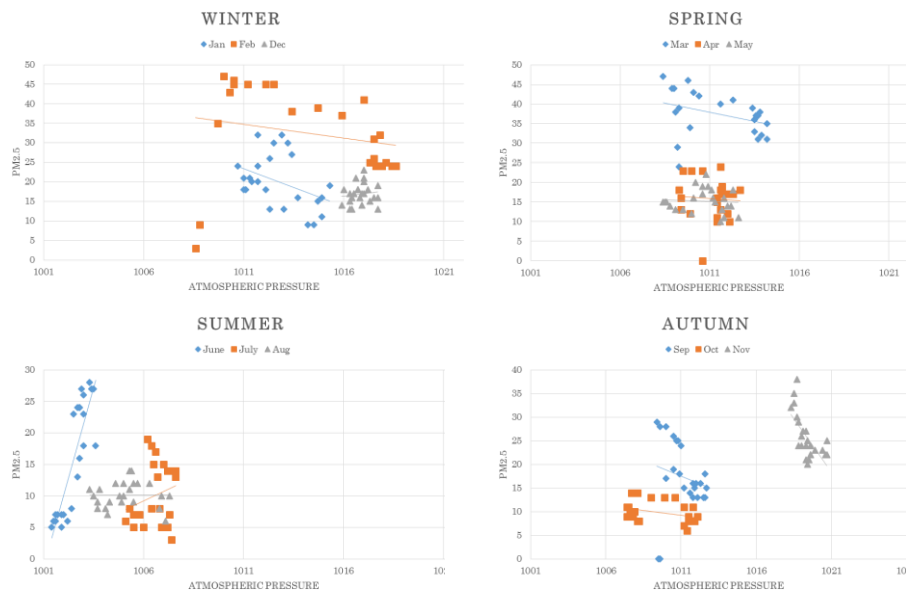 WINTER
Jan Feb Dec
50
45
40
35
30
25
20
15
10
5
0
PM2.5
1001 1006 1011 1016 1021
ATMOSPHERIC PRESSURE
SPRING
Mar Apr May
50
45
40
35
30
25
20
15
10
5
0
PM2.5
1001 1006 1011 1016 1021
ATMOSPHERIC PRESSURE
SUMMER
June July Aug
30
25
20
15
10
5
0
PM2.5
1001 1006 1011 1016
ATMOSPHERIC PRESSURE
AUTUMN
Sep Oct Nov
40
35
30
25
20
15
10
5
0
PM2.5
1001 1006 1011 1016 1021
ATMOSPHERIC PRESSURE